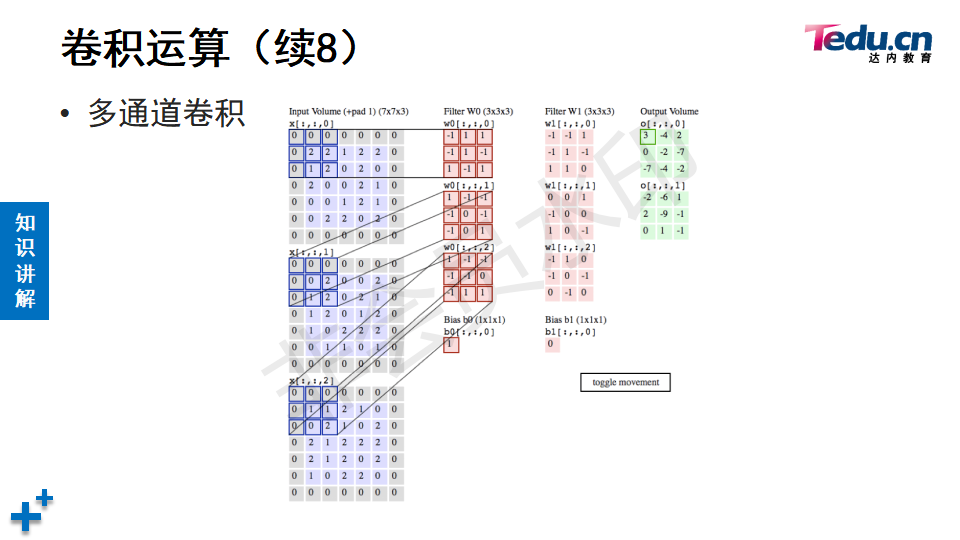 卷积运算（续8）
Tedu.cn
达内教育
• 多通道卷积
知识讲解
Input Volume (+pad 1) (7x7x3)
x[:,:,0]
0 0 0 0 0 0 0
0 2 2 1 2 2 0
0 1 2 0 2 0 0
0 2 0 0 2 1 0
0 0 0 1 2 1 0
0 0 2 2 0 2 0
0 0 0 0 0 0 0
x[:,:,1]
0 0 0 0 0 0 0
0 0 2 0 0 2 0
0 1 2 0 2 1 0
0 1 2 0 1 2 0
0 1 0 2 2 2 0
0 0 1 1 0 1 0
0 0 0 0 0 0 0
x[:,:,2]
0 0 0 0 0 0 0
0 1 1 2 1 0 0
0 0 2 1 0 2 0
0 2 1 2 2 2 0
0 2 1 2 0 2 0
0 1 0 2 2 0 0
0 0 0 0 0 0 0
Filter W0 (3x3x3)
w0[:,:,0]
-1 1 1
-1 1 -1
1 -1 1
w0[:,:,1]
1 -1 -1
-1 0 -1
-1 0 1
w0[:,:,2]
1 -1 -1
-1 -1 0
-1 1 1
Bias b0 (1x1x1)
b0[:,:,0]
1
Filter W1 (3x3x3)
w1[:,:,0]
-1 -1 1
-1 1 -1
1 1 0
w1[:,:,1]
0 0 1
-1 0 0
1 0 -1
w1[:,:,2]
-1 1 0
-1 0 -1
0 -1 0
Bias b1 (1x1x1)
b1[:,:,0]
0
Output Volume
o[:,:,0]
3 -4 2
0 -2 -7
-7 -4 -2
o[:,:,1]
-2 -6 1
2 -9 -1
0 1 -1
toggle movement
非会员水印